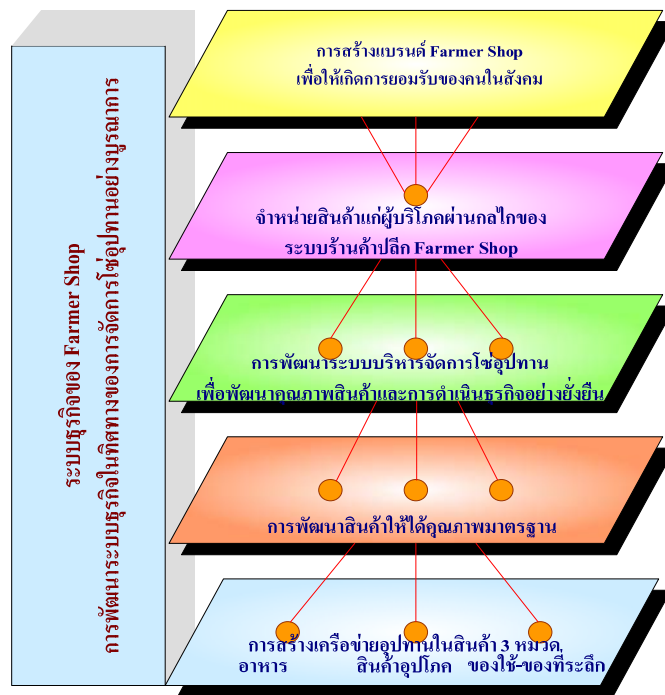 ระบบธุรกิจของ Farmer Shop
การพัฒนาระบบธุรกิจในทิศทางของการจัดการโซ่อุปทานอย่างบูรณาการ
การสร้างแบรนด์ Farmer Shop
เพื่อให้เกิดการยอมรับของคนในสังคม
จำหน่ายสินค้าแก่ผู้บริโภคผ่านกลไกของ
ระบบร้านค้าปลีก Farmer Shop
การพัฒนาระบบบริหารจัดการโซ่อุปทาน
เพื่อพัฒนาคุณภาพสินค้าและการดำเนินธุรกิจอย่างยั่งยืน
การพัฒนาสินค้าให้ได้คุณภาพมาตรฐาน
การสร้างเครือข่ายอุปทานในสินค้า 3 หมวด
อาหาร สินค้าอุปโภค ของใช้-ของที่ระลึก